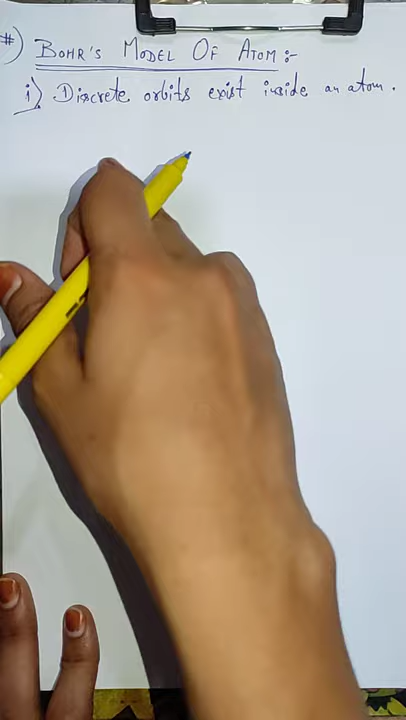 #) BOHR'S MODEL OF ATOM :-
i) Discrete orbits exist inside an atom.